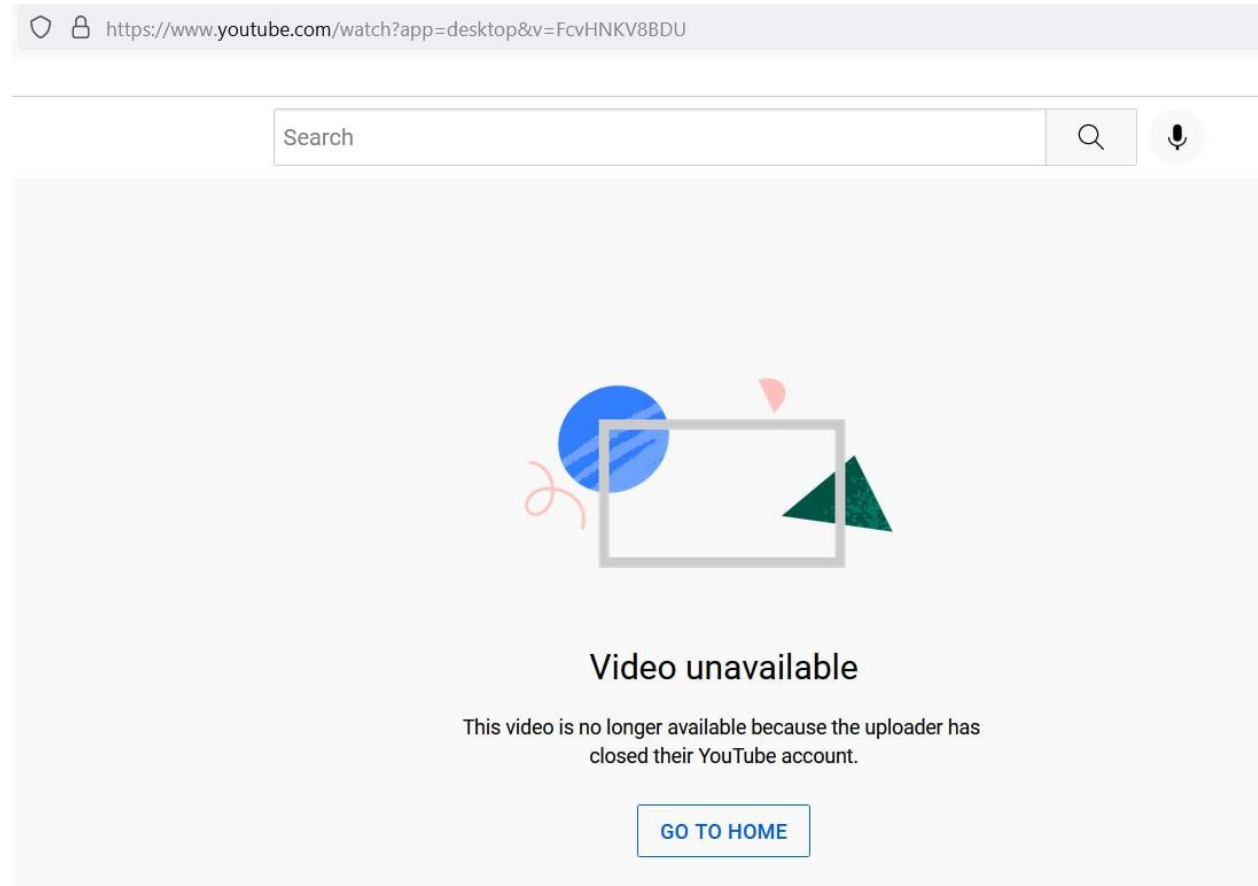 https://www.youtube.com/watch?app=desktop&v=FcvHNKV8BDU
Search
Video unavailable
This video is no longer available because the uploader has
closed their YouTube account.
GO TO HOME